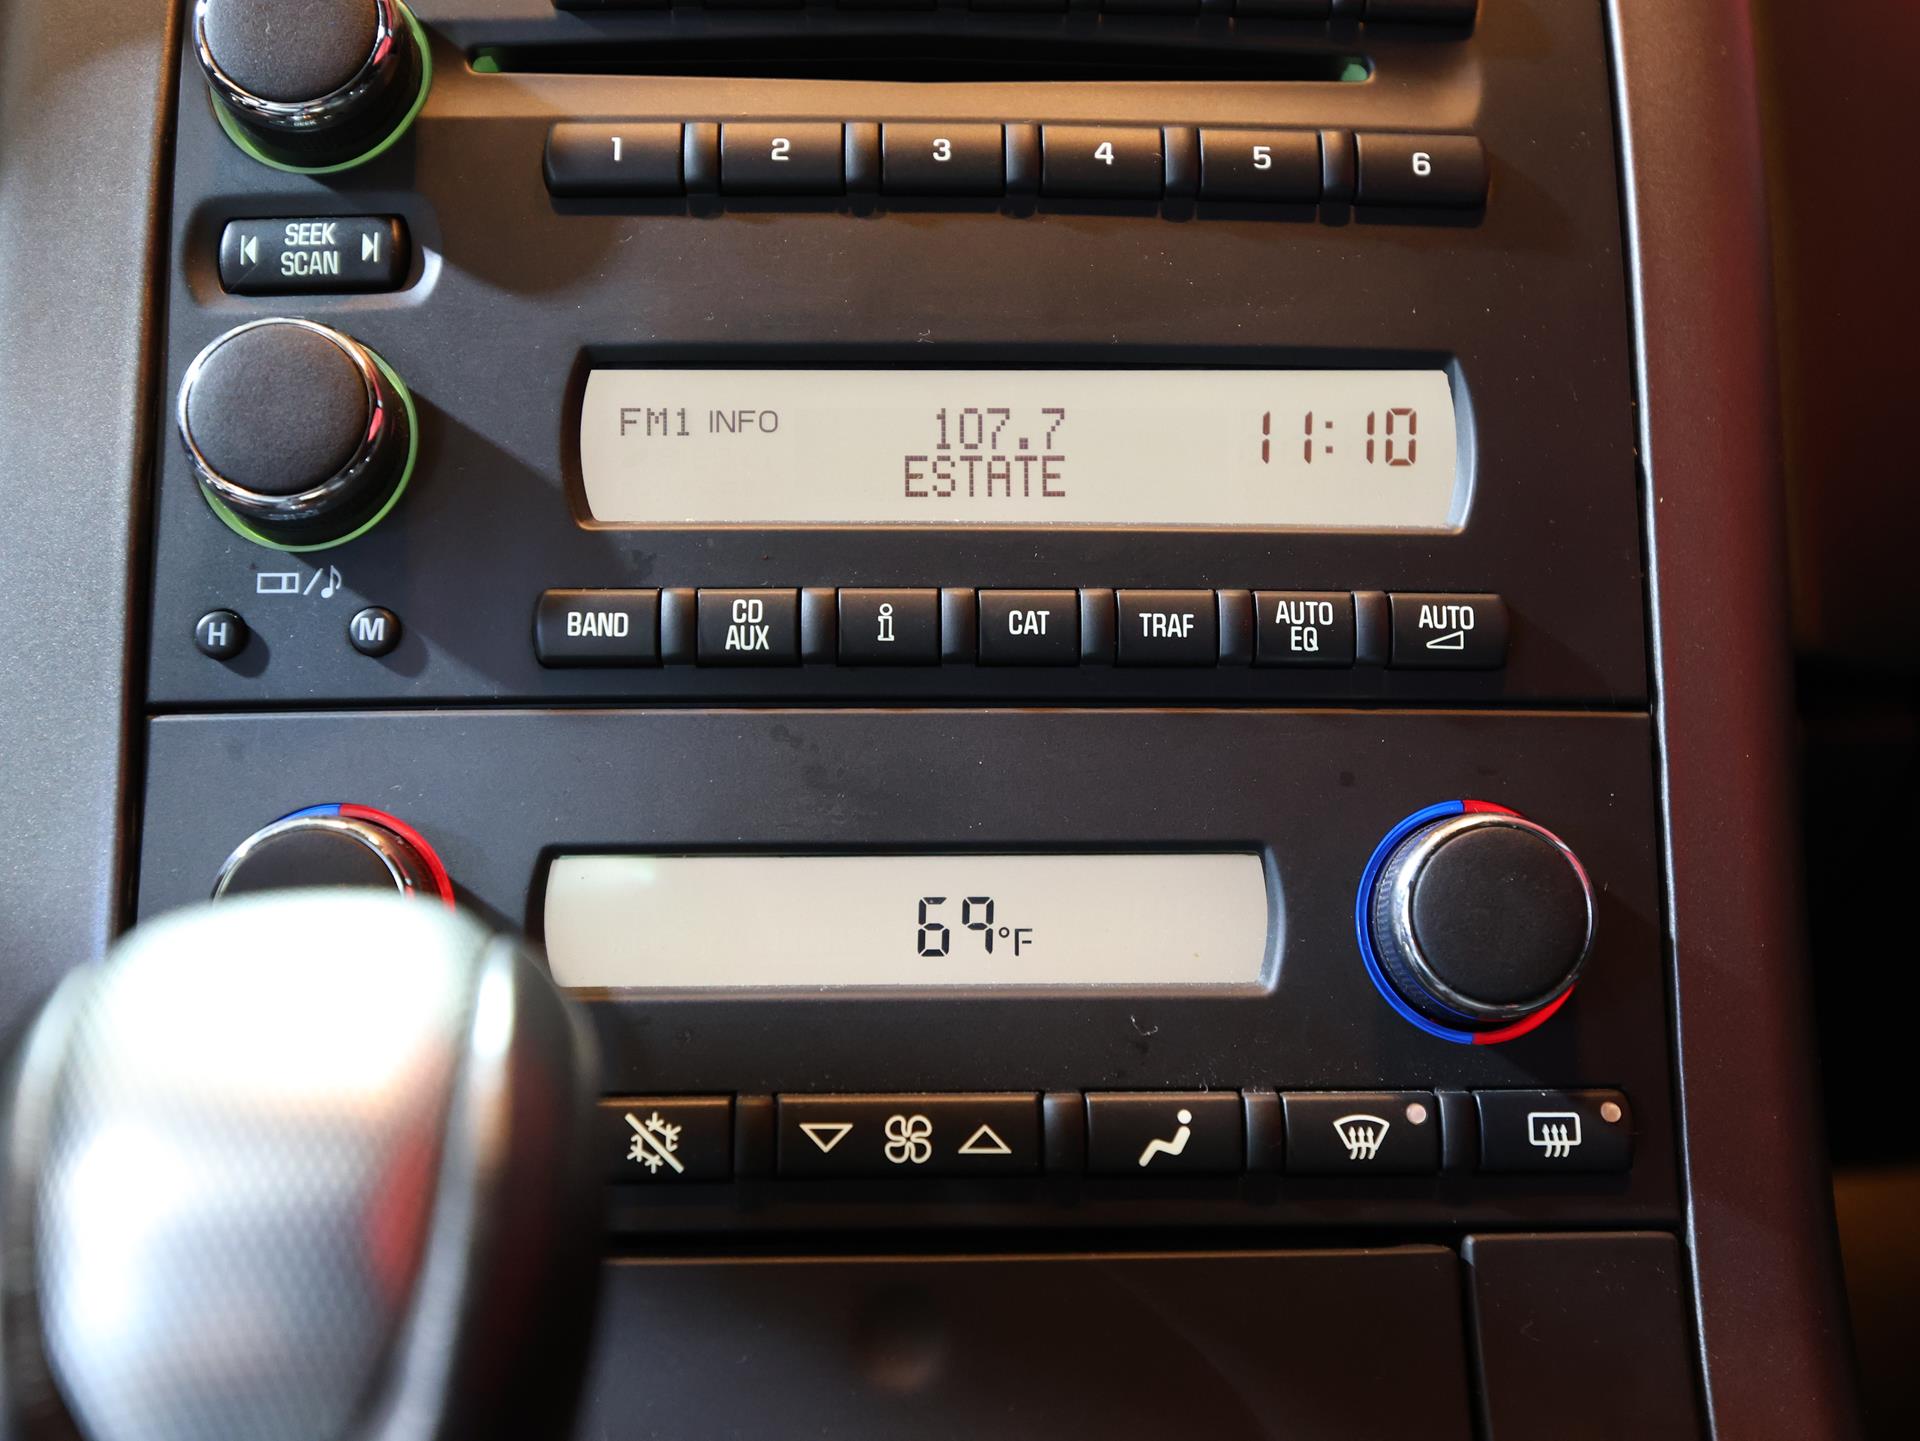 1 2 3 4 5 6
SEEK
SCAN
FM1 INFO 107.7 11:10
ESTATE
H M
BAND CD AUX i CAT TRAF AUTO EQ AUTO
69°F